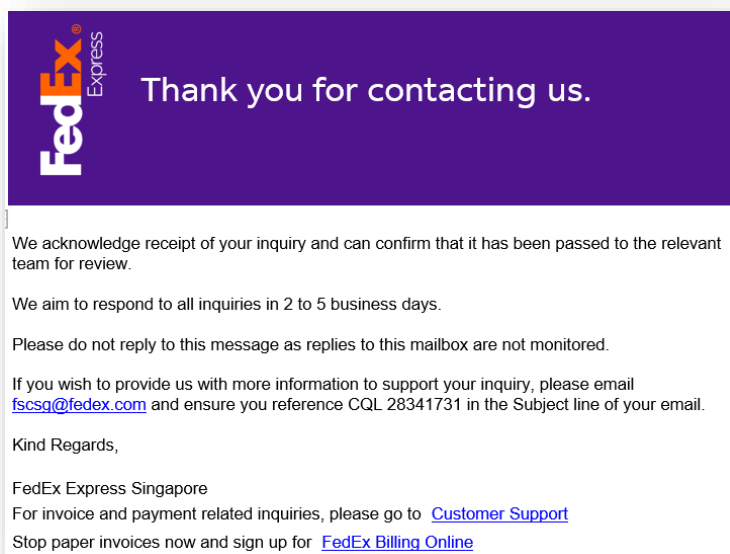 FedEx®
Express
Thank you for contacting us.
We acknowledge receipt of your inquiry and can confirm that it has been passed to the relevant
team for review.
We aim to respond to all inquiries in 2 to 5 business days.
Please do not reply to this message as replies to this mailbox are not monitored.
If you wish to provide us with more information to support your inquiry, please email
fscsg@fedex.com and ensure you reference CQL 28341731 in the Subject line of your email.
Kind Regards,
FedEx Express Singapore
For invoice and payment related inquiries, please go to Customer Support
Stop paper invoices now and sign up for FedEx Billing Online